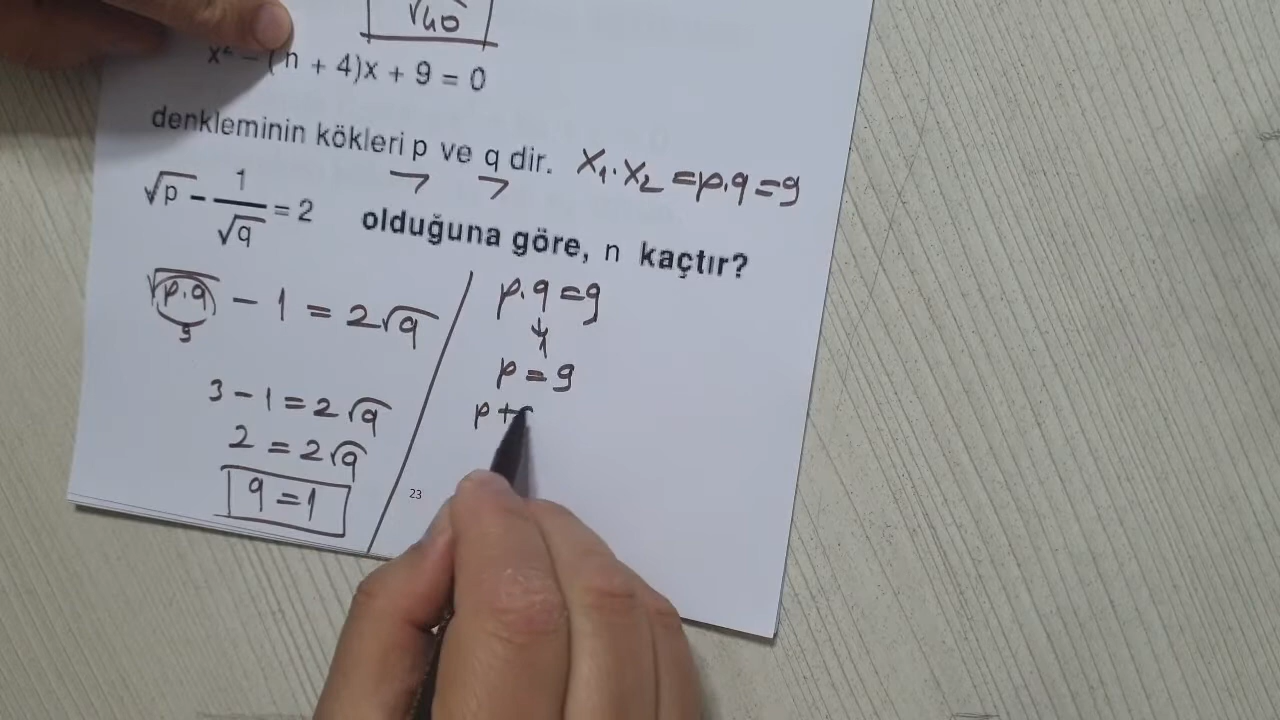 √40
x² - (n + 4)x + 9 = 0
denkleminin kökleri p ve q dir. x₁.x₂ = p.q = 9
√p - 1/√q = 2 olduğuna göre, n kaçtır?
√p.q - 1 = 2√q
9
3 - 1 = 2√q
2 = 2√q
q = 1
p.q = 9
1
p = 9
p +
23